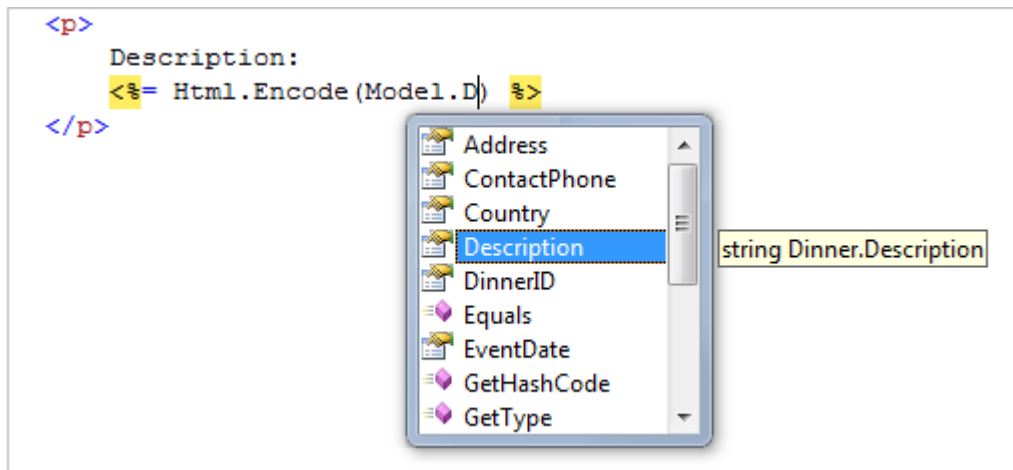 <p>
Description:
<%= Html.Encode(Model.D) %>
</p>
Address
ContactPhone
Country
Description
string Dinner.Description
DinnerID
Equals
EventDate
GetHashCode
GetType